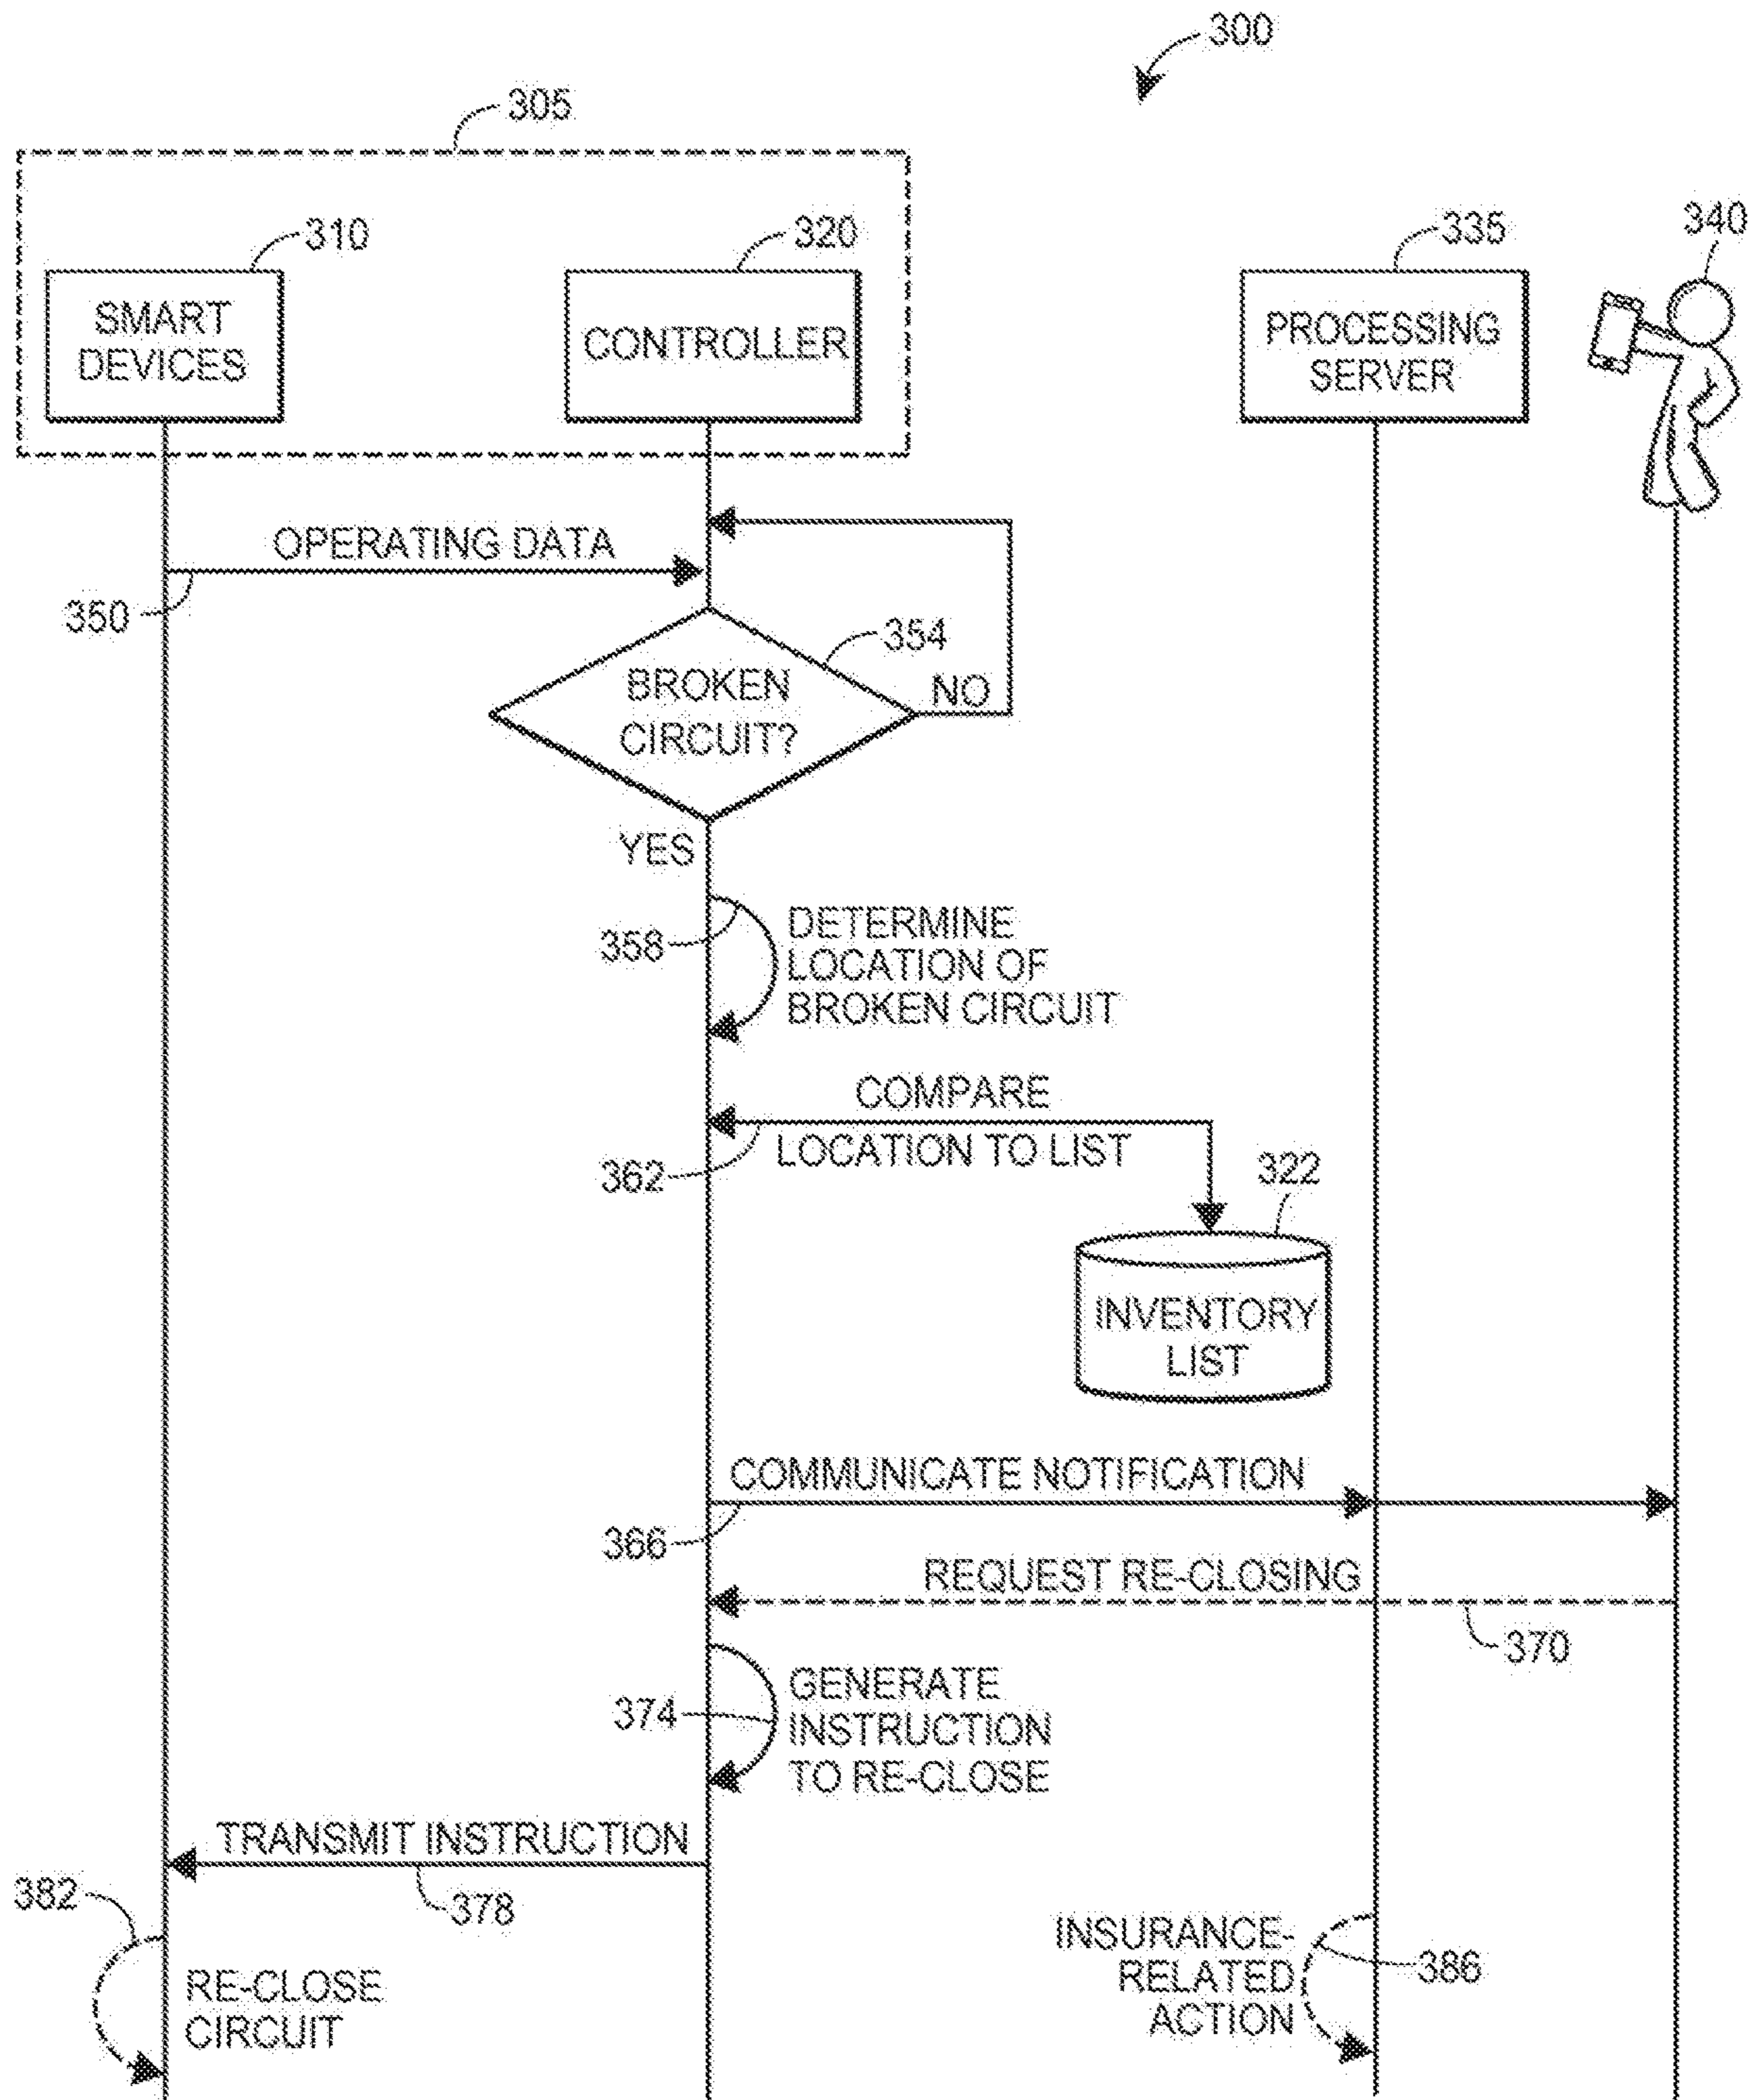 300
305
310
320
335
340
SMART
DEVICES
CONTROLLER
PROCESSING
SERVER
OPERATING DATA
350
354
BROKEN
CIRCUIT?
NO
YES
358
DETERMINE
LOCATION OF
BROKEN CIRCUIT
COMPARE
LOCATION TO LIST
362
322
INVENTORY
LIST
COMMUNICATE NOTIFICATION
366
REQUEST RE-CLOSING
370
374
GENERATE
INSTRUCTION
TO RE-CLOSE
TRANSMIT INSTRUCTION
378
382
RE-CLOSE
CIRCUIT
INSURANCE-
RELATED
ACTION
386